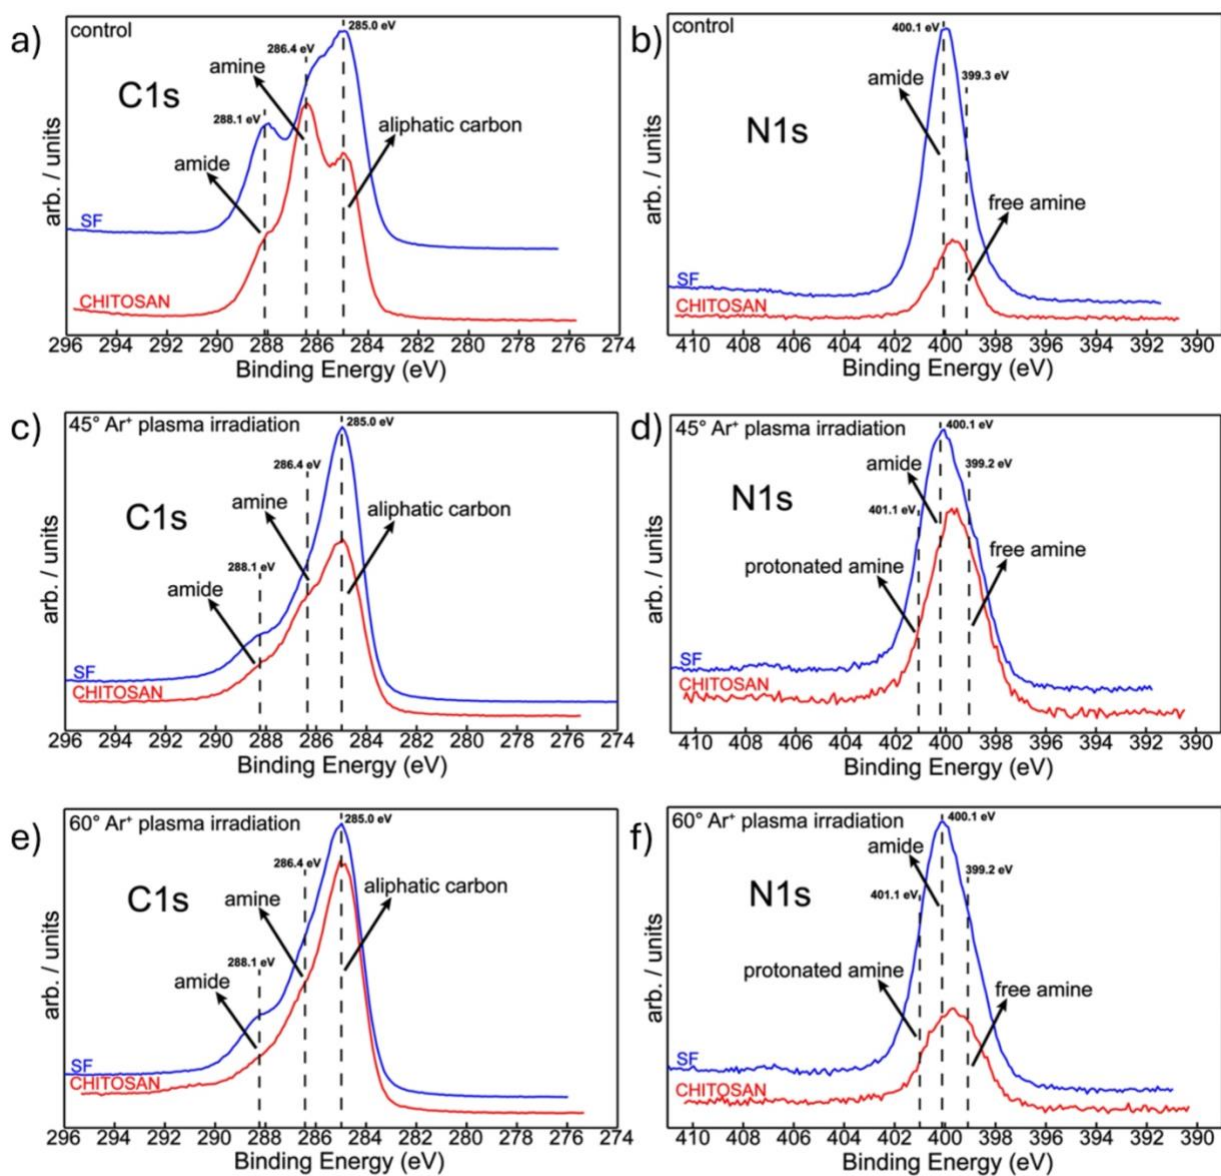 a)
control
285.0 eV
286.4 eV
amine
C1s
288.1 eV
aliphatic carbon
amide
SF
CHITOSAN
arb. / units
296 294 292 290 288 286 284 282 280 278 276 274
Binding Energy (eV)
b)
control
400.1 eV
399.3 eV
amide
N1s
free amine
SF
CHITOSAN
arb. / units
410 408 406 404 402 400 398 396 394 392 390
Binding Energy (eV)
c)
45° Ar⁺ plasma irradiation
285.0 eV
286.4 eV
amine
aliphatic carbon
C1s
288.1 eV
amide
SF
CHITOSAN
arb. / units
296 294 292 290 288 286 284 282 280 278 276 274
Binding Energy (eV)
d)
45° Ar⁺ plasma irradiation
400.1 eV
amide
399.2 eV
N1s
401.1 eV
free amine
protonated amine
SF
CHITOSAN
arb. / units
410 408 406 404 402 400 398 396 394 392 390
Binding Energy (eV)
e)
60° Ar⁺ plasma irradiation
285.0 eV
286.4 eV
aliphatic carbon
C1s
amine
288.1 eV
amide
SF
CHITOSAN
arb. / units
296 294 292 290 288 286 284 282 280 278 276 274
Binding Energy (eV)
f)
60° Ar⁺ plasma irradiation
400.1 eV
amide
399.2 eV
N1s
401.1 eV
protonated amine
free amine
SF
CHITOSAN
arb. / units
410 408 406 404 402 400 398 396 394 392 390
Binding Energy (eV)